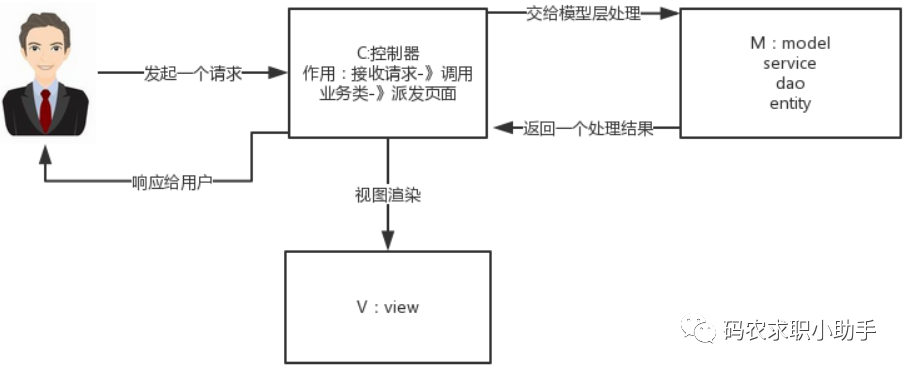 交给模型层处理
C:控制器
作用：接收请求-》调用
业务类-》派发页面
M：model
service
dao
entity
发起一个请求
返回一个处理结果
响应给用户
视图渲染
V：view
码农求职小助手